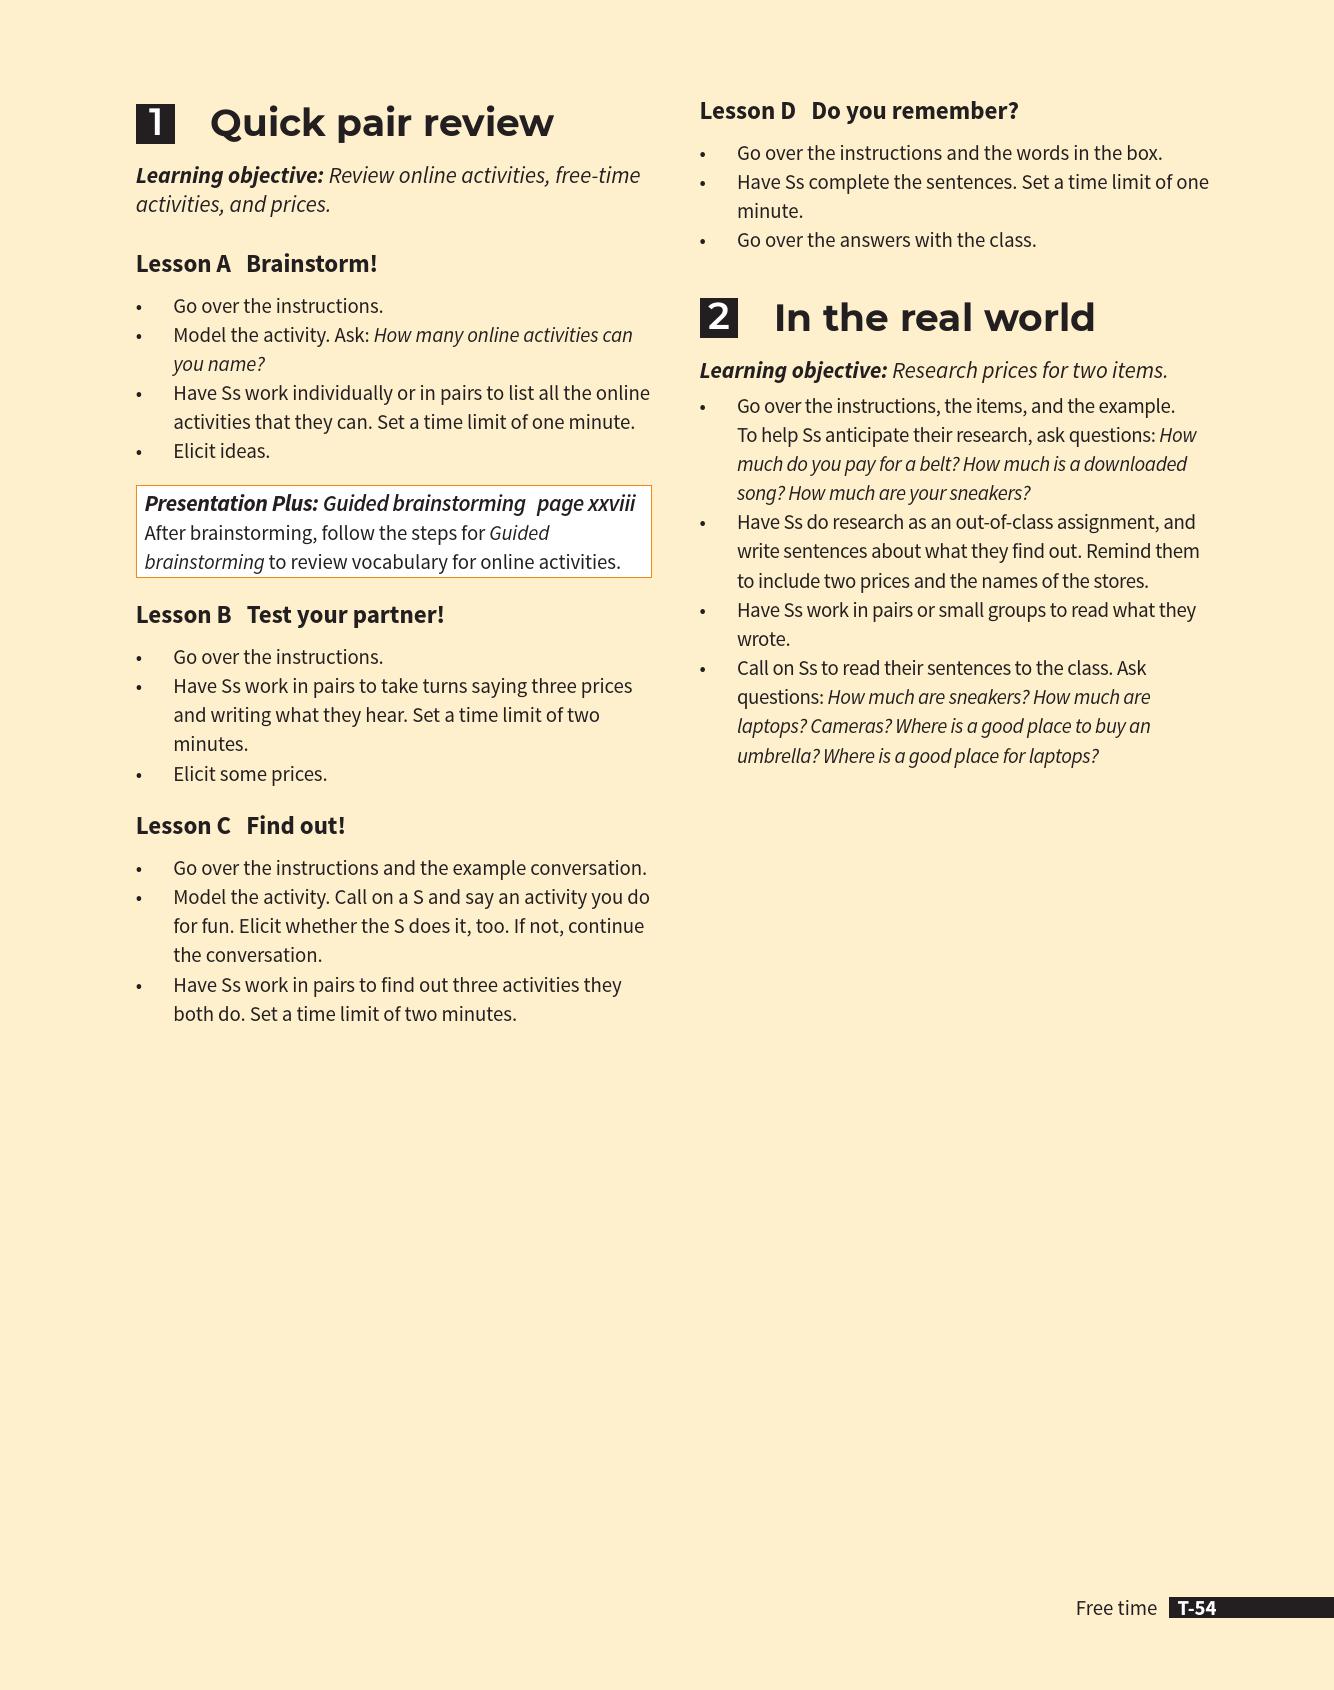 1 Quick pair review
Learning objective: Review online activities, free-time
activities, and prices.
Lesson A Brainstorm!
• Go over the instructions.
• Model the activity. Ask: How many online activities can
you name?
• Have Ss work individually or in pairs to list all the online
activities that they can. Set a time limit of one minute.
• Elicit ideas.
Presentation Plus: Guided brainstorming page xxviii
After brainstorming, follow the steps for Guided
brainstorming to review vocabulary for online activities.
Lesson B Test your partner!
• Go over the instructions.
• Have Ss work in pairs to take turns saying three prices
and writing what they hear. Set a time limit of two
minutes.
• Elicit some prices.
Lesson C Find out!
• Go over the instructions and the example conversation.
• Model the activity. Call on a S and say an activity you do
for fun. Elicit whether the S does it, too. If not, continue
the conversation.
• Have Ss work in pairs to find out three activities they
both do. Set a time limit of two minutes.
Lesson D Do you remember?
• Go over the instructions and the words in the box.
• Have Ss complete the sentences. Set a time limit of one
minute.
• Go over the answers with the class.
2 In the real world
Learning objective: Research prices for two items.
• Go over the instructions, the items, and the example.
To help Ss anticipate their research, ask questions: How
much do you pay for a belt? How much is a downloaded
song? How much are your sneakers?
• Have Ss do research as an out-of-class assignment, and
write sentences about what they find out. Remind them
to include two prices and the names of the stores.
• Have Ss work in pairs or small groups to read what they
wrote.
• Call on Ss to read their sentences to the class. Ask
questions: How much are sneakers? How much are
laptops? Cameras? Where is a good place to buy an
umbrella? Where is a good place for laptops?
Free time T-54